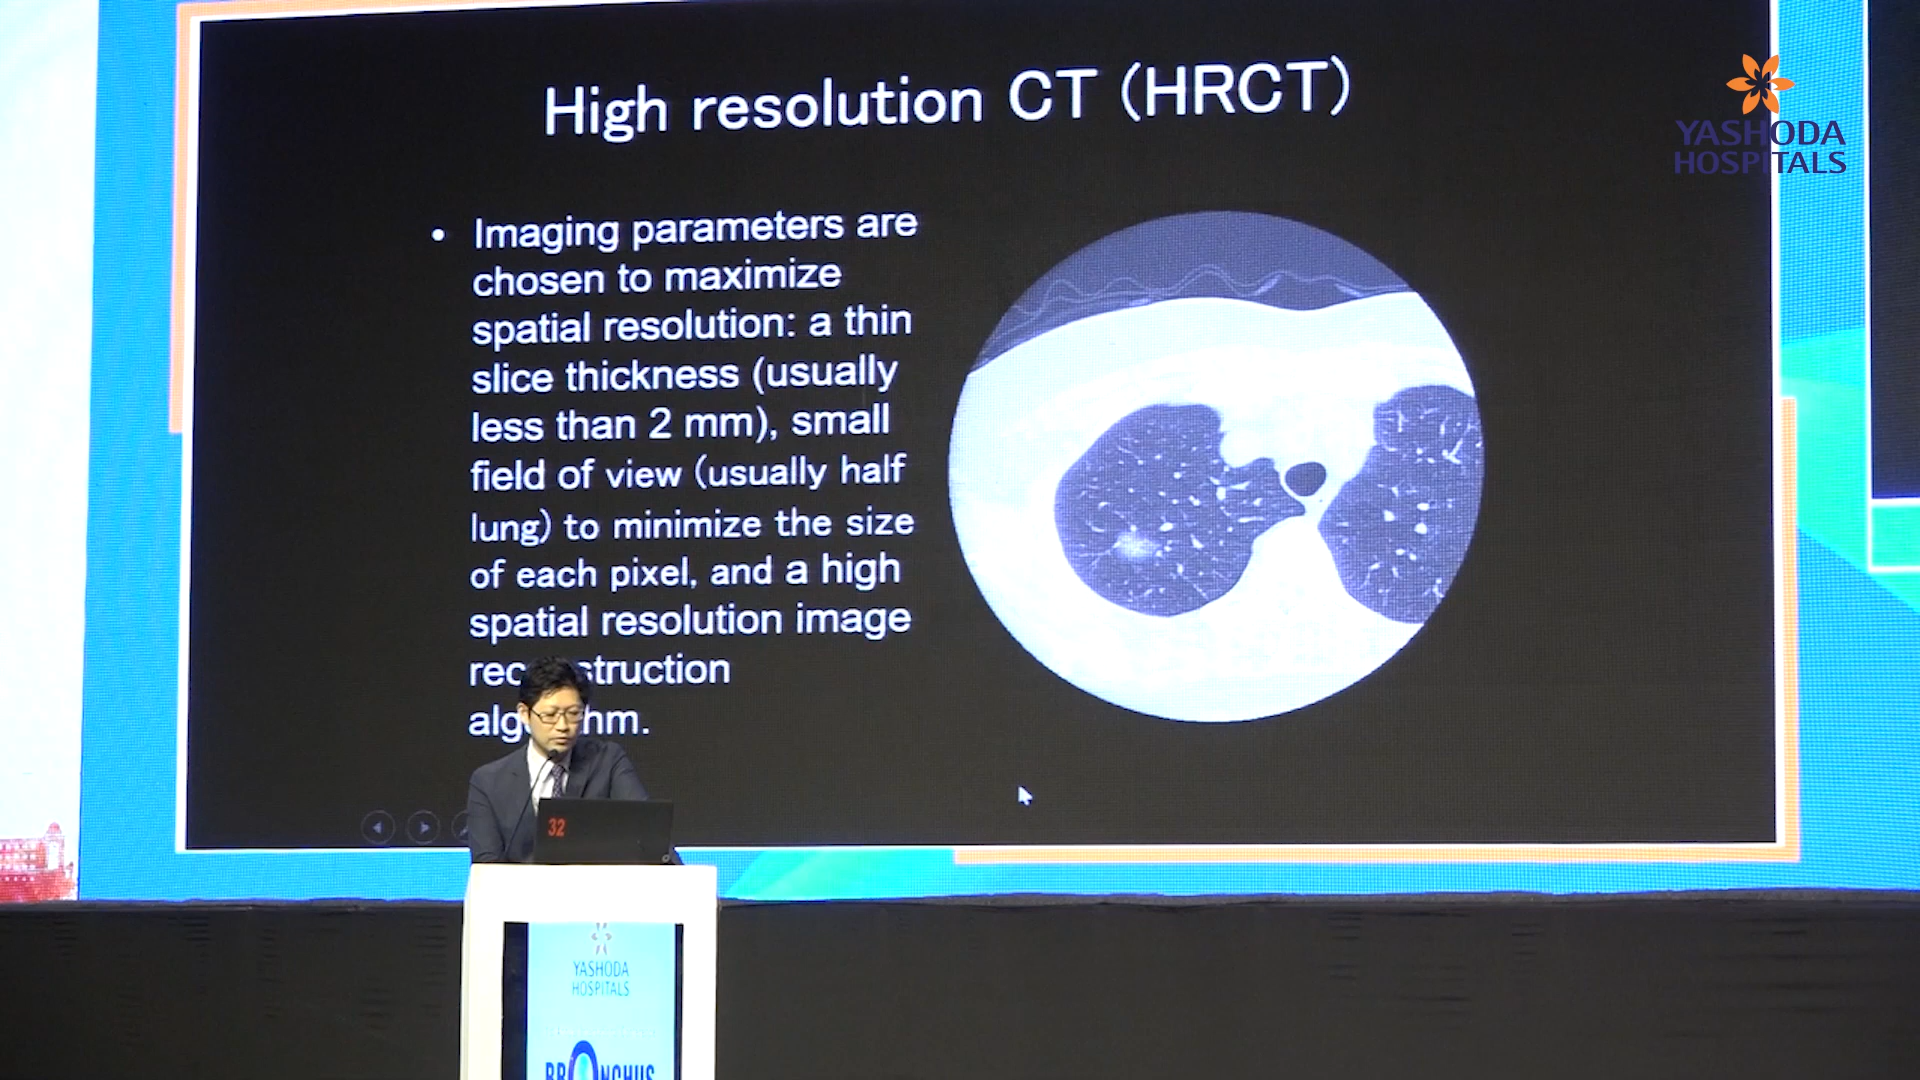 High resolution CT (HRCT)
YASHODA
HOSPITALS
• Imaging parameters are
chosen to maximize
spatial resolution: a thin
slice thickness (usually
less than 2 mm), small
field of view (usually half
lung) to minimize the size
of each pixel, and a high
spatial resolution image
32
YASHODA
HOSPITALS